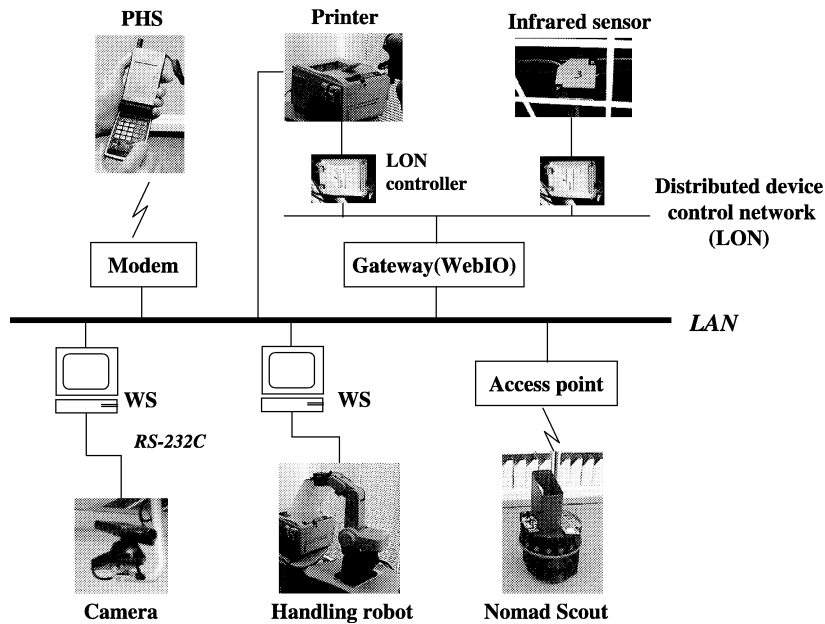 PHS
Printer
Infrared sensor
LON
controller
Distributed device
control network
(LON)
Modem
Gateway(WebIO)
LAN
WS
WS
Access point
RS-232C
Camera
Handling robot
Nomad Scout